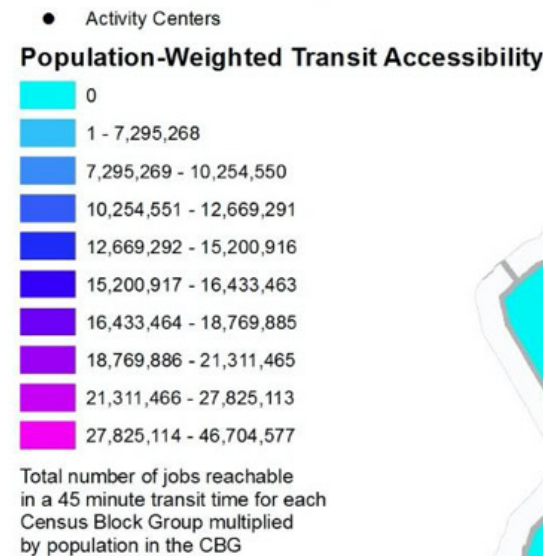 Activity Centers
Population-Weighted Transit Accessibility
0
1 - 7,295,268
7,295,269 - 10,254,550
10,254,551 - 12,669,291
12,669,292 - 15,200,916
15,200,917 - 16,433,463
16,433,464 - 18,769,885
18,769,886 - 21,311,465
21,311,466 - 27,825,113
27,825,114 - 46,704,577
Total number of jobs reachable
in a 45 minute transit time for each
Census Block Group multiplied
by population in the CBG